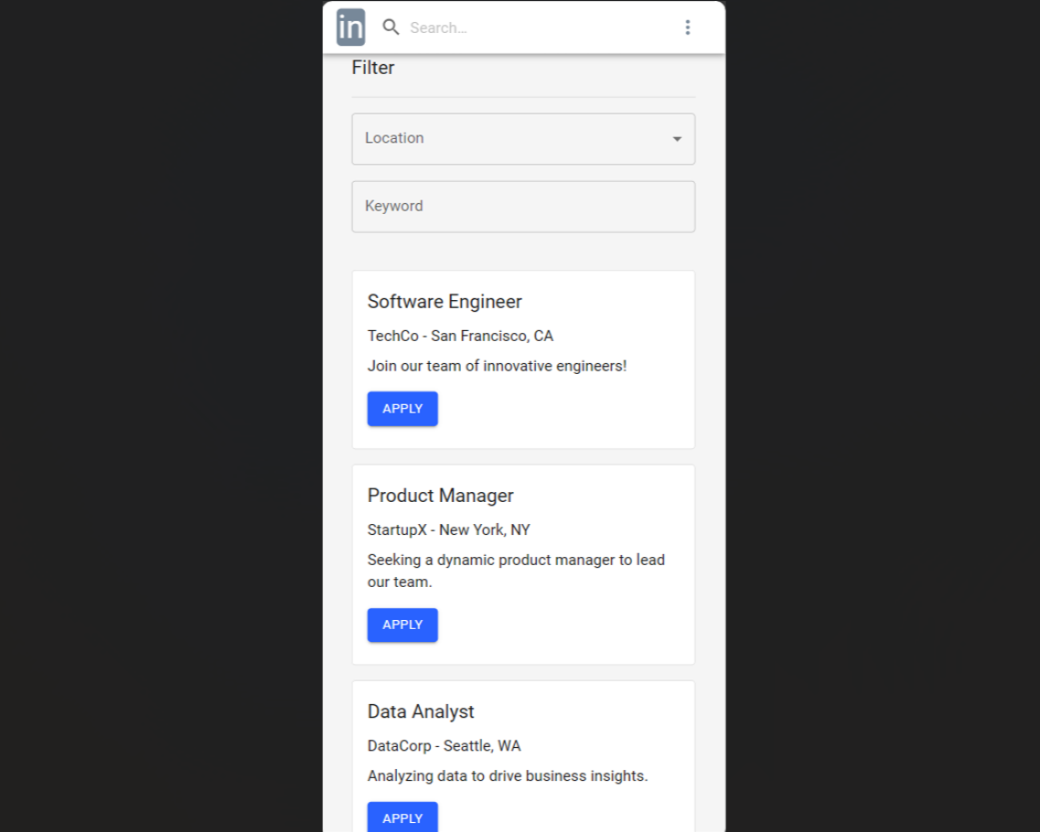 in
Search...
Filter
Location
Keyword
Software Engineer
TechCo - San Francisco, CA
Join our team of innovative engineers!
APPLY
Product Manager
StartupX - New York, NY
Seeking a dynamic product manager to lead
our team.
APPLY
Data Analyst
DataCorp - Seattle, WA
Analyzing data to drive business insights.
APPLY